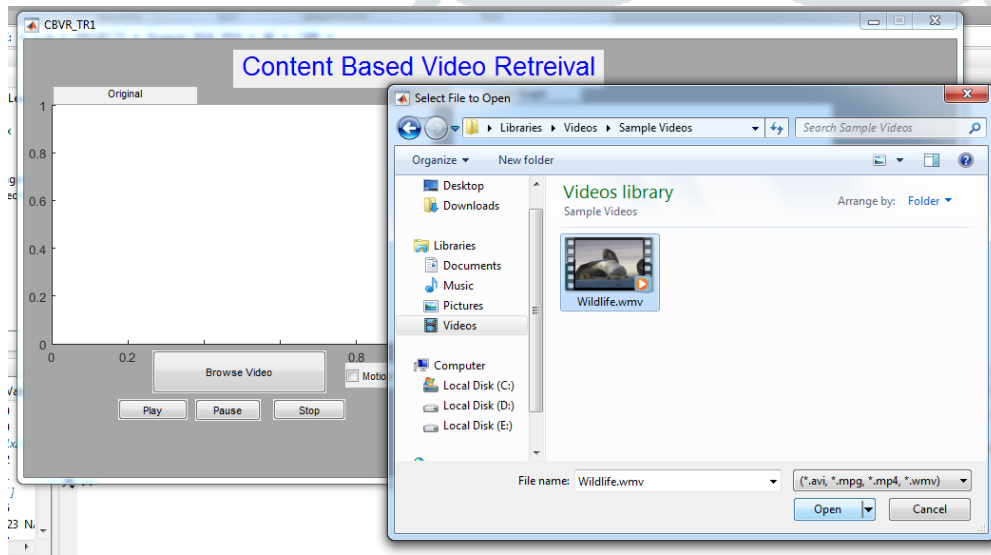 CBVR_TR1
Content Based Video Retreival
Original
1
0.8
0.6
0.4
0.2
0
0
0.2
0.8
Browse Video
Motio
Play
Pause
Stop
Select File to Open
Libraries
Videos
Sample Videos
Search Sample Videos
Organize
New folder
Desktop
Downloads
Libraries
Documents
Music
Pictures
Videos
Computer
Local Disk (C:)
Local Disk (D:)
Local Disk (E:)
Videos library
Sample Videos
Arrange by: Folder
Wildlife.wmv
File name: Wildlife.wmv
(*.avi, *.mpg, *.mp4, *.wmv)
Open
Cancel